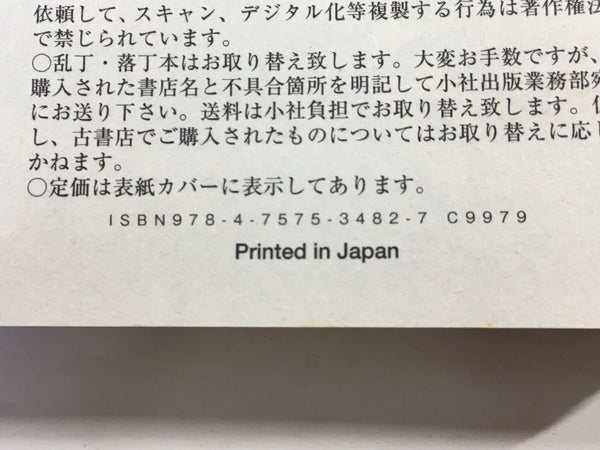 依頼して、スキャン、デジタル化等複製する行為は著作権法
で禁じられています。
○乱丁・落丁本はお取り替え致します。大変お手数ですが、
購入された書店名と不具合箇所を明記して小社出版業務部宛
にお送り下さい。送料は小社負担でお取り替え致します。但
し、古書店でご購入されたものについてはお取り替えに応じ
かねます。
○定価は表紙カバーに表示してあります。
ISBN978-4-7575-3482-7 C9979
Printed in Japan